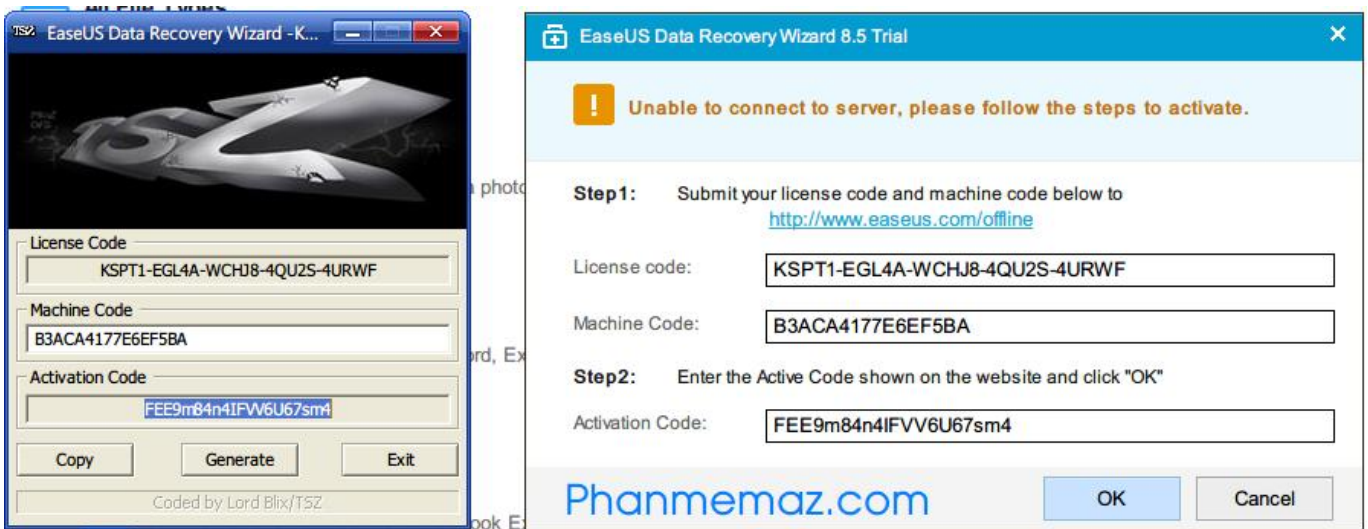 All File Types
TSZ EaseUS Data Recovery Wizard -K...
License Code
KSPT1-EGL4A-WCHJ8-4QU2S-4URWF
Machine Code
B3ACA4177E6EF5BA
Activation Code
FEE9m84n4IFVV6U67sm4
Copy Generate Exit
Coded by Lord Blix/TSZ
EaseUS Data Recovery Wizard 8.5 Trial
Unable to connect to server, please follow the steps to activate.
Step1: Submit your license code and machine code below to
http://www.easeus.com/offline
License code: KSPT1-EGL4A-WCHJ8-4QU2S-4URWF
Machine Code: B3ACA4177E6EF5BA
Step2: Enter the Active Code shown on the website and click "OK"
Activation Code: FEE9m84n4IFVV6U67sm4
Phanmemaz.com
OK Cancel